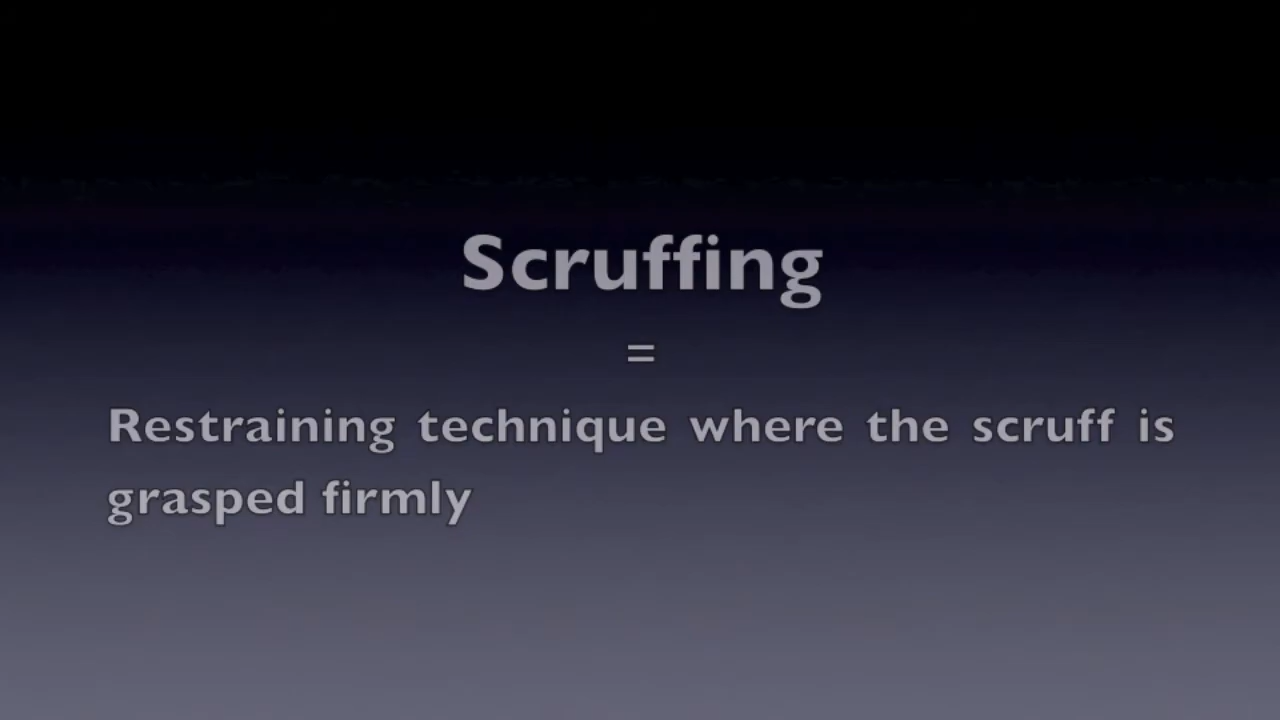 Scruffing
=
Restraining technique where the scruff is
grasped firmly